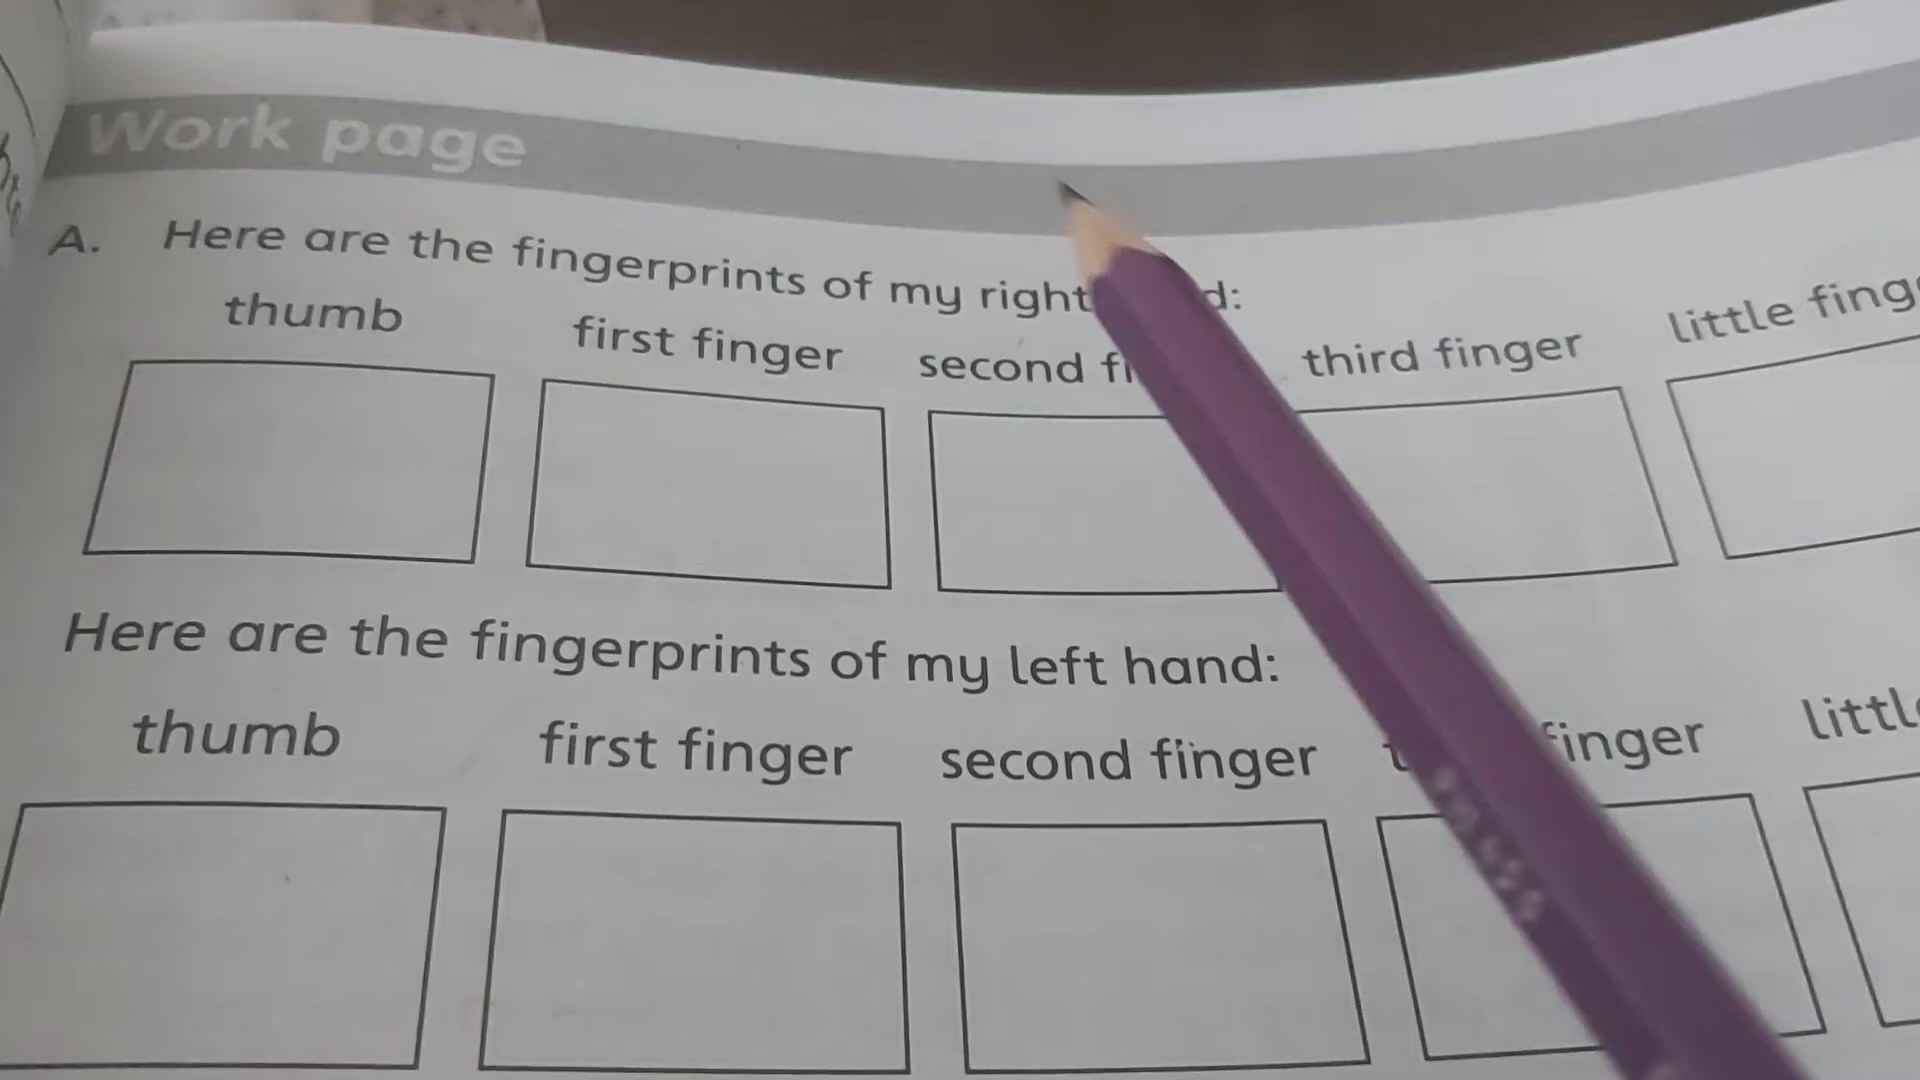 Work page
A. Here are the fingerprints of my right
thumb first finger second third finger little
Here are the fingerprints of my left hand:
thumb first finger second finger finger